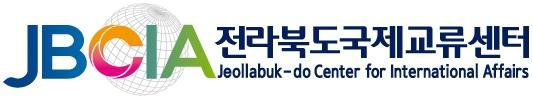 JBCIA 전라북도국제교류센터
Jeollabuk-do Center for International Affairs